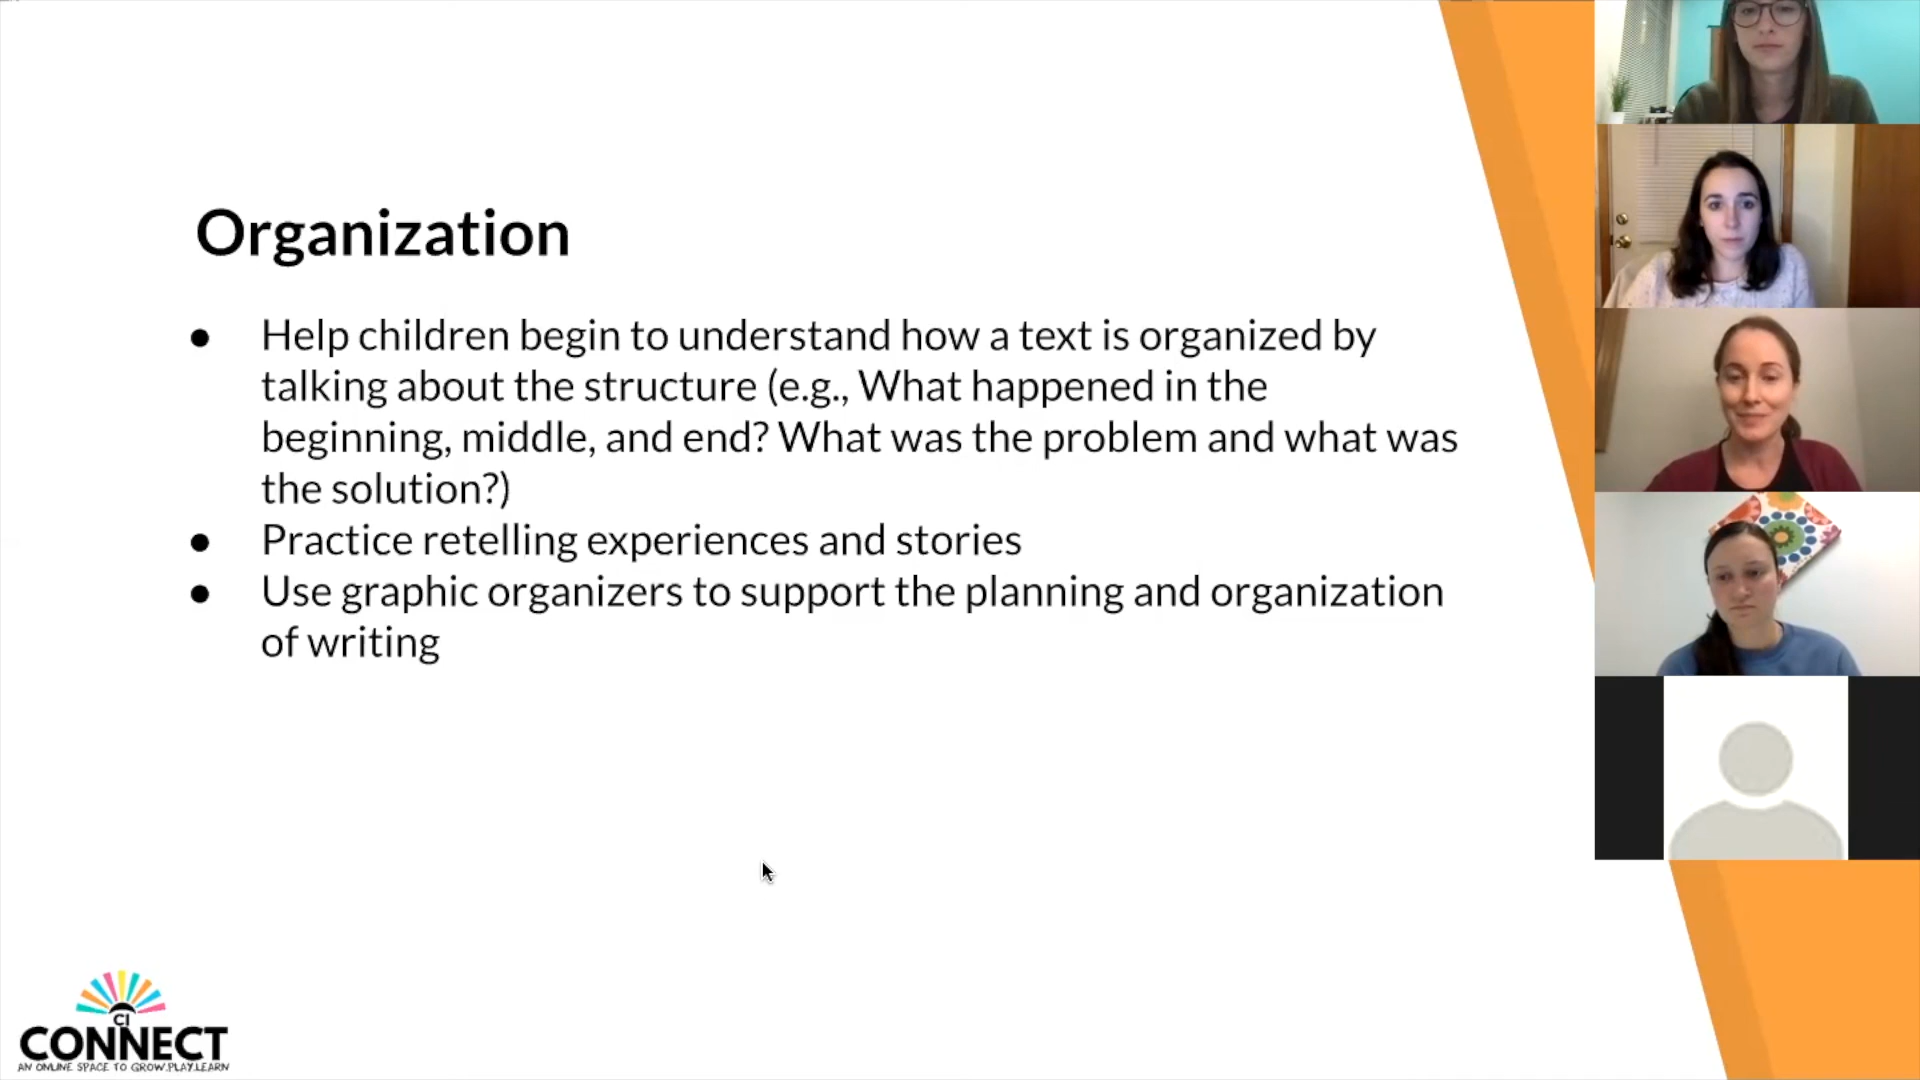 Organization
● Help children begin to understand how a text is organized by
talking about the structure (e.g., What happened in the
beginning, middle, and end? What was the problem and what was
the solution?)
● Practice retelling experiences and stories
● Use graphic organizers to support the planning and organization
of writing
CI
CONNECT
AN ONLINE SPACE TO GROW.PLAY.LEARN